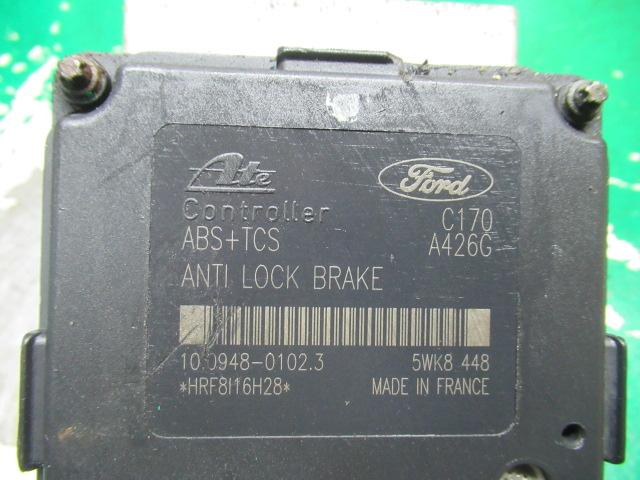 Ate Ford
Controller C170
ABS+TCS A426G
ANTI LOCK BRAKE
10.0948-0102.3 5WK8 448
*HRF8I16H28* MADE IN FRANCE